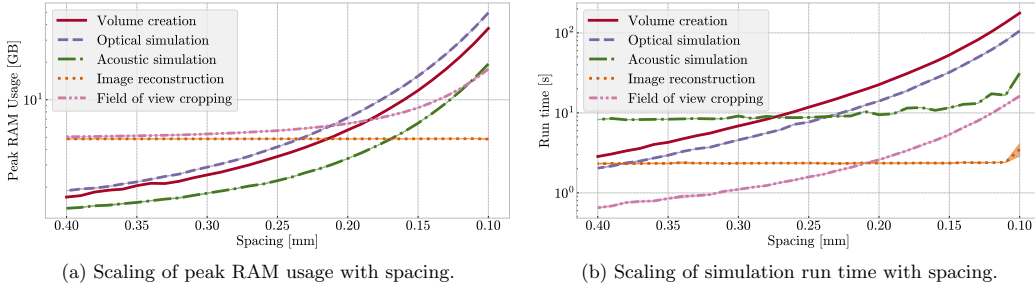 Peak RAM Usage [GB]
10¹
Volume creation
Optical simulation
Acoustic simulation
Image reconstruction
Field of view cropping
0.40 0.35 0.30 0.25 0.20 0.15 0.10
Spacing [mm]
(a) Scaling of peak RAM usage with spacing.
Run time [s]
10²
10¹
10⁰
Volume creation
Optical simulation
Acoustic simulation
Image reconstruction
Field of view cropping
0.40 0.35 0.30 0.25 0.20 0.15 0.10
Spacing [mm]
(b) Scaling of simulation run time with spacing.